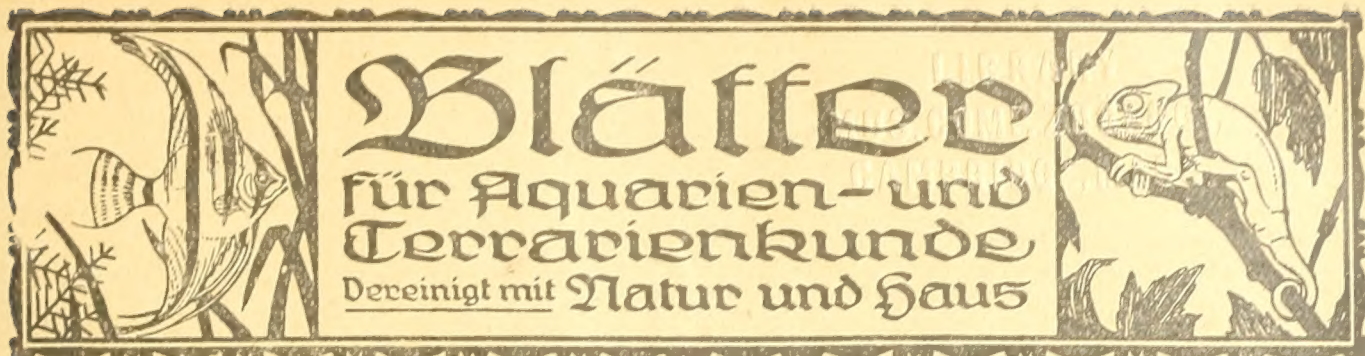 Blätter
für Aquarien- und
Terrarienkunde
Vereinigt mit Natur und Haus